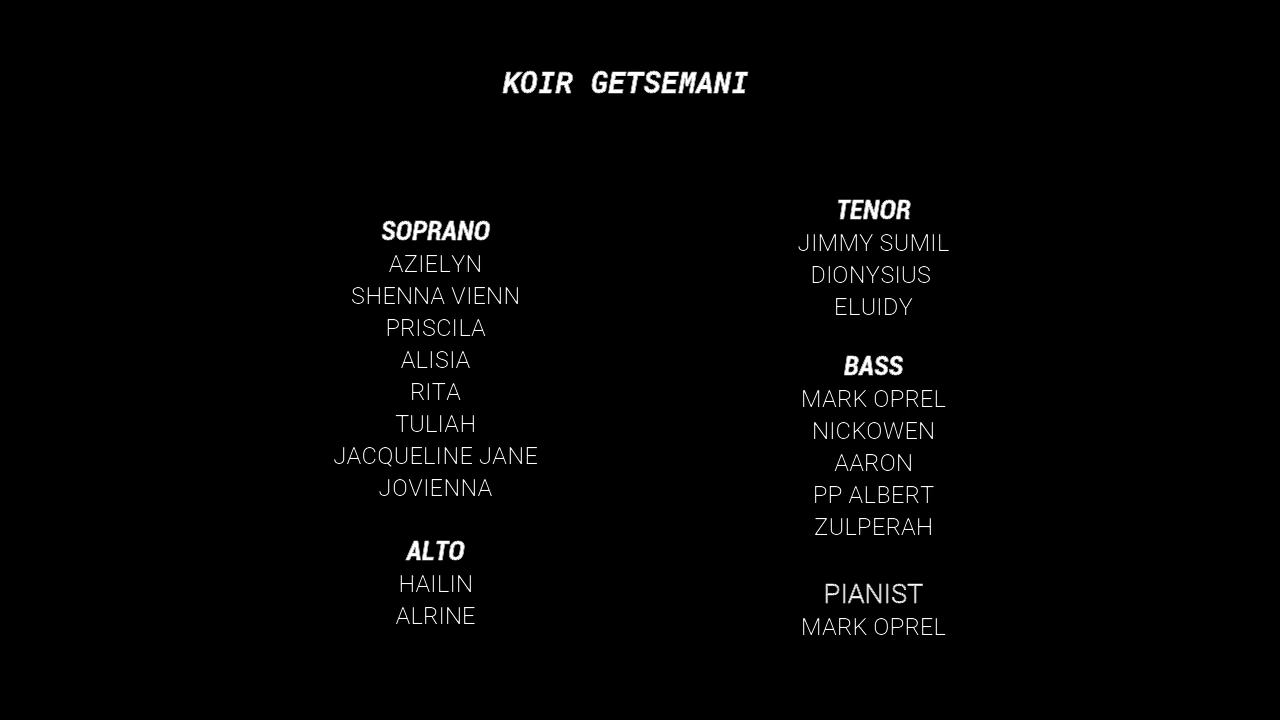 KOIR GETSEMANI
SOPRANO
AZIELYN
SHENNA VIENN
PRISCILA
ALISIA
RITA
TULIAH
JACQUELINE JANE
JOVIENNA
ALTO
HAILIN
ALRINE
TENOR
JIMMY SUMIL
DIONYSIUS
ELUIDY
BASS
MARK OPREL
NICKOWEN
AARON
PP ALBERT
ZULPERAH
PIANIST
MARK OPREL